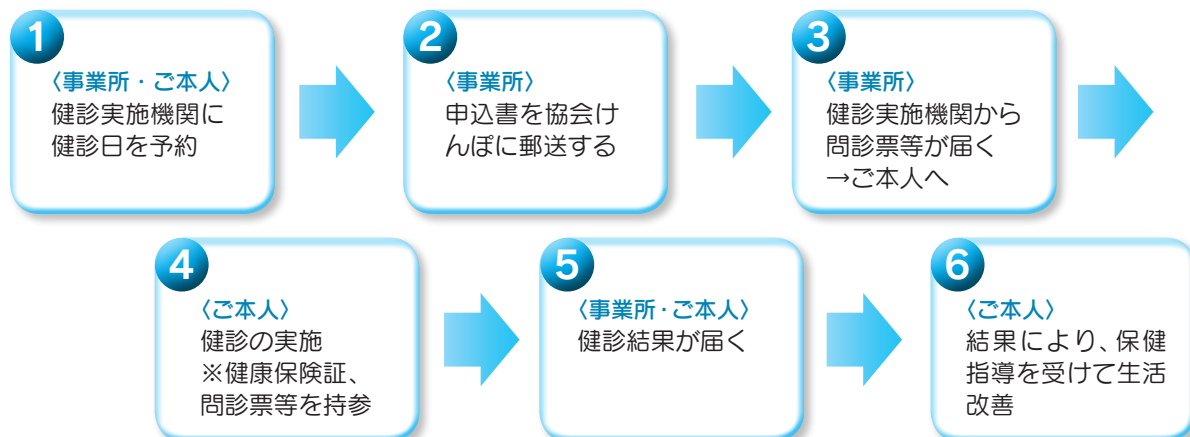 1
〈事業所・ご本人〉
健診実施機関に
健診日を予約
2
〈事業所〉
申込書を協会け
んぽに郵送する
3
〈事業所〉
健診実施機関から
問診票等が届く
→ご本人へ
4
〈ご本人〉
健診の実施
※健康保険証、
問診票等を持参
5
〈事業所・ご本人〉
健診結果が届く
6
〈ご本人〉
結果により、保健
指導を受けて生活
改善